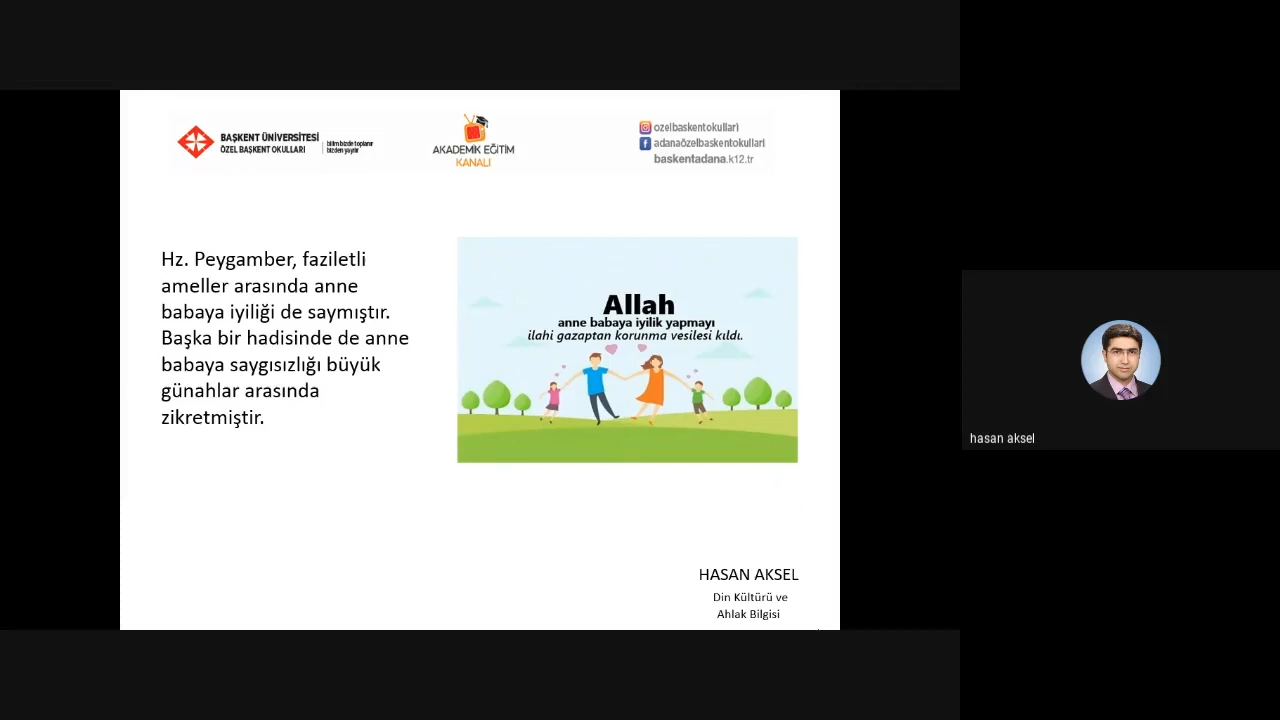 BAŞKENT ÜNİVERSİTESİ
ÖZEL BAŞKENT OKULLARI
bilim bizde toplanır
bizden yayılır
AKADEMİK EĞİTİM
KANALI
ozelbaskentokullari
adanaözelbaskentokullari
baskentadana.k12.tr
Hz. Peygamber, faziletli
ameller arasında anne
babaya iyiliği de saymıştır.
Başka bir hadisinde de anne
babaya saygısızlığı büyük
günahlar arasında
zikretmiştir.
Allah
anne babaya iyilik yapmayı
ilahi gazaptan korunma vesilesi kıldı.
HASAN AKSEL
Din Kültürü ve
Ahlak Bilgisi
hasan aksel